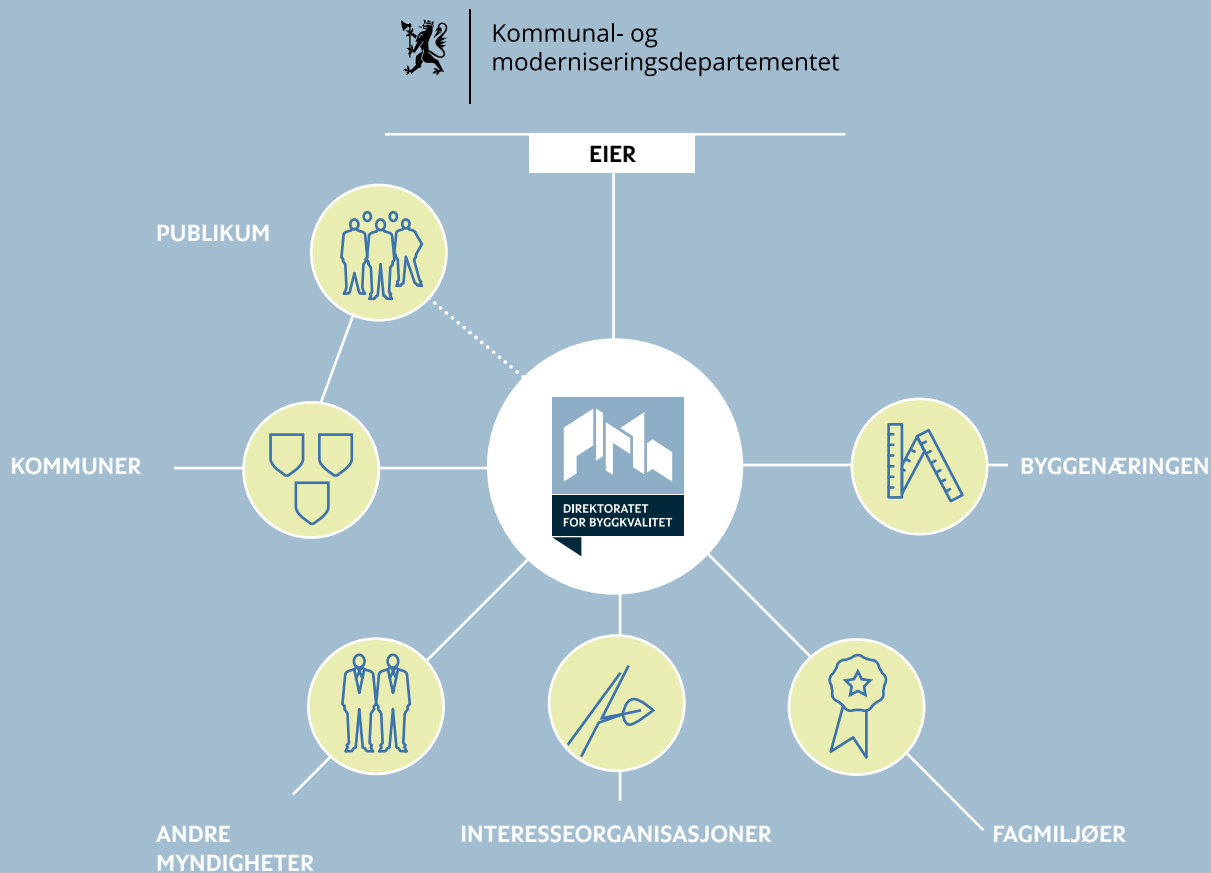 Kommunal- og
moderniseringsdepartementet
EIER
PUBLIKUM
KOMMUNER
BYGGENÆRINGEN
DIREKTORATET
FOR BYGGKVALITET
ANDRE
MYNDIGHETER
INTERESSEORGANISASJONER
FAGMILJØER